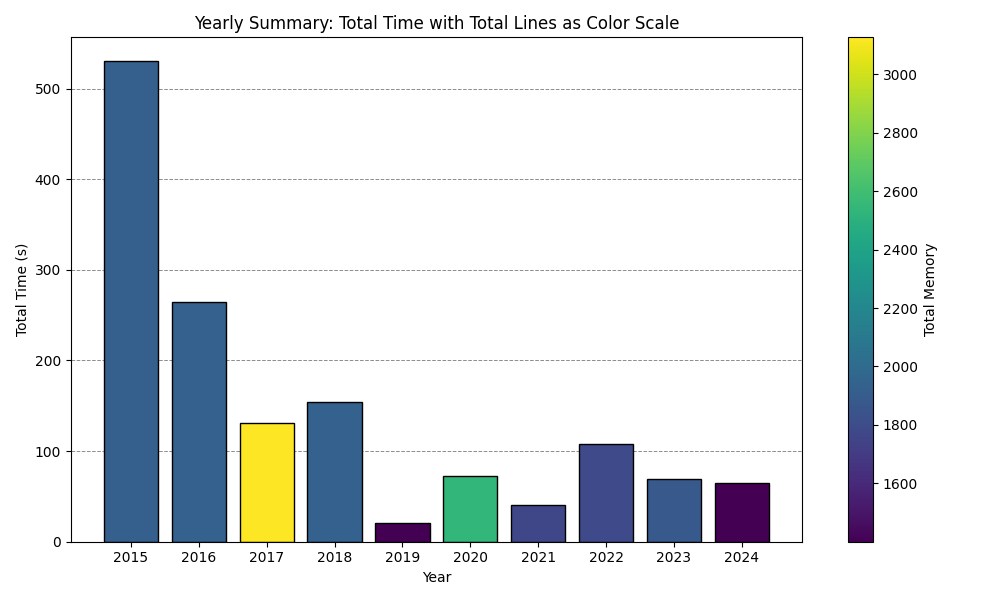 Yearly Summary: Total Time with Total Lines as Color Scale
Total Time (s)
500
400
300
200
100
0
2015 2016 2017 2018 2019 2020 2021 2022 2023 2024
Year
3000
2800
2600
2400
2200
2000
1800
1600
Total Memory